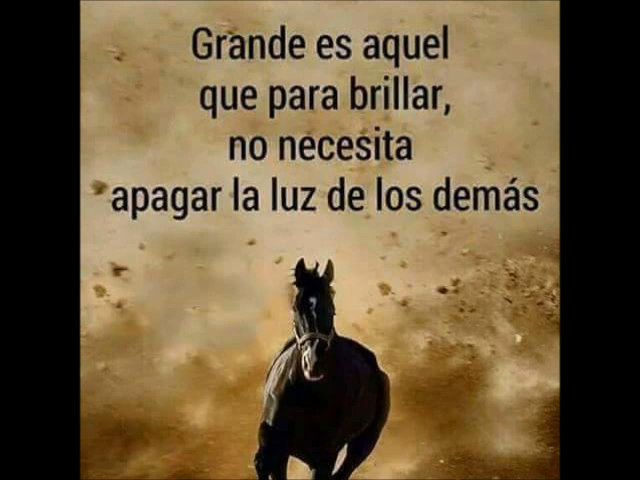 Grande es aquel
que para brillar,
no necesita
apagar la luz de los demás